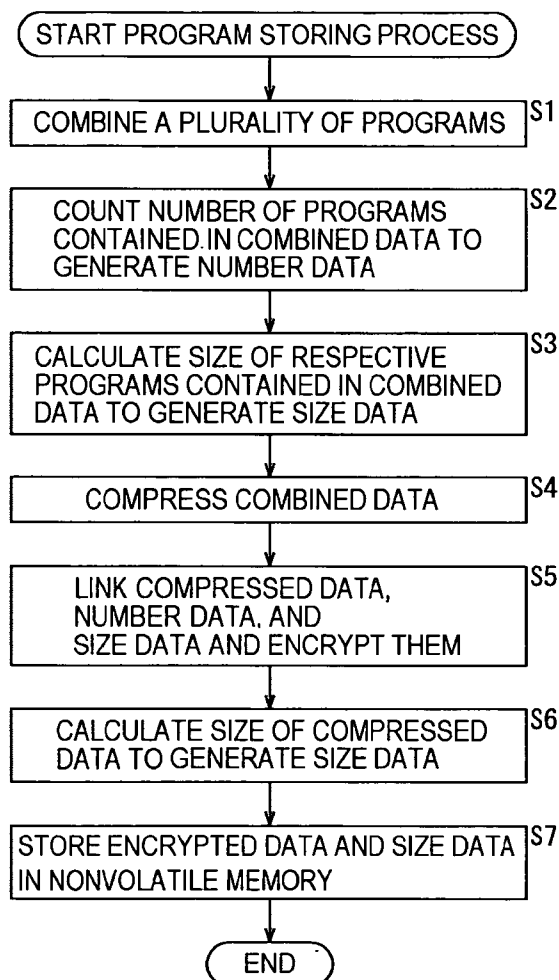 START PROGRAM STORING PROCESS
S1
COMBINE A PLURALITY OF PROGRAMS
S2
COUNT NUMBER OF PROGRAMS
CONTAINED.IN COMBINED DATA TO
GENERATE NUMBER DATA
S3
CALCULATE SIZE OF RESPECTIVE
PROGRAMS CONTAINED IN COMBINED
DATA TO GENERATE SIZE DATA
S4
COMPRESS COMBINED DATA
S5
LINK COMPRESSED DATA,
NUMBER DATA, AND
SIZE DATA AND ENCRYPT THEM
S6
CALCULATE SIZE OF COMPRESSED
DATA TO GENERATE SIZE DATA
S7
STORE ENCRYPTED DATA AND SIZE DATA
IN NONVOLATILE MEMORY
END